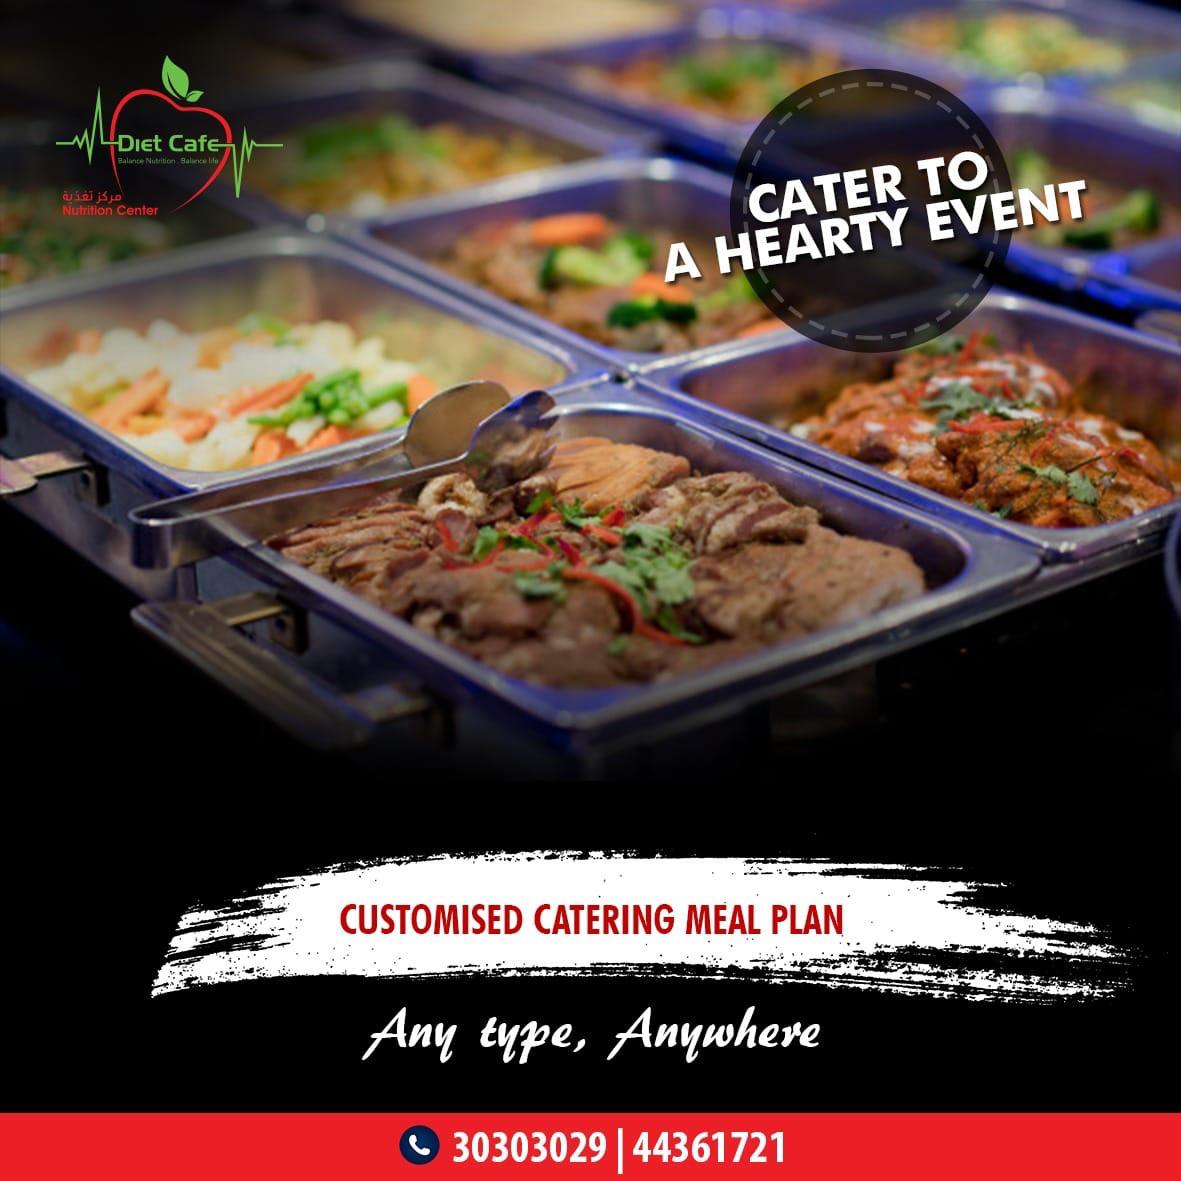 Diet Cafe
Balance Nutrition . Balance life
مركز تغذية
Nutrition Center
CATER TO
A HEARTY EVENT
CUSTOMISED CATERING MEAL PLAN
Any type, Anywhere
30303029 | 44361721